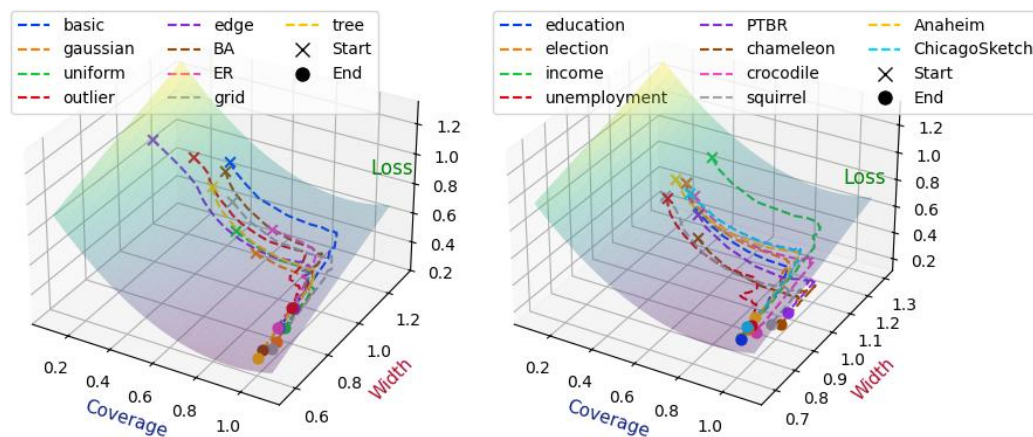 basic
gaussian
uniform
outlier
edge
BA
ER
grid
tree
Start
End
Loss
1.2
1.0
0.8
0.6
0.4
0.2
0.2
0.4
0.6
0.8
1.0
Coverage
0.6
0.8
1.0
1.2
Width
education
election
income
unemployment
PTBR
chameleon
crocodile
squirrel
Anaheim
ChicagoSketch
Start
End
Loss
1.2
1.0
0.8
0.6
0.4
0.2
0.2
0.4
0.6
0.8
1.0
Coverage
0.7
0.8
0.9
1.0
1.1
1.2
1.3
Width